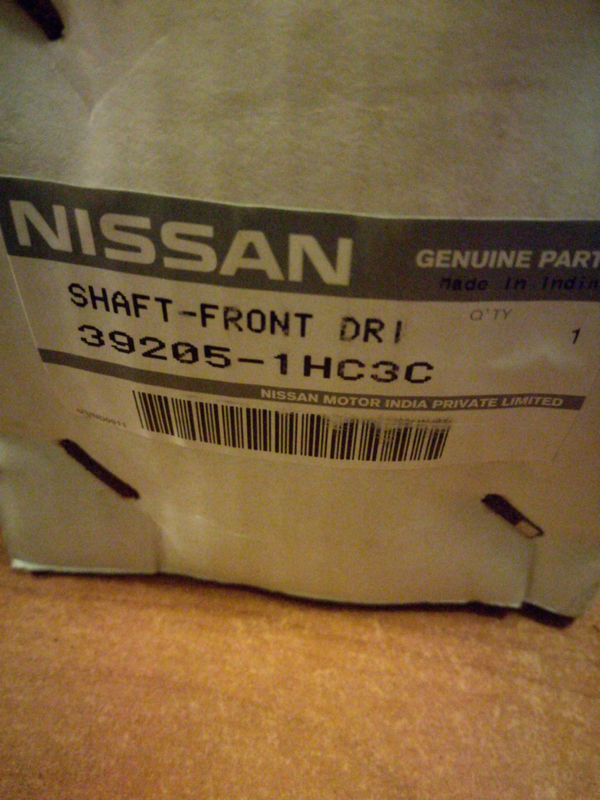 NISSAN
GENUINE PART
Made In India
SHAFT-FRONT DRI
Q'TY
1
39205-1HC3C
NISSAN MOTOR INDIA PRIVATE LIMITED